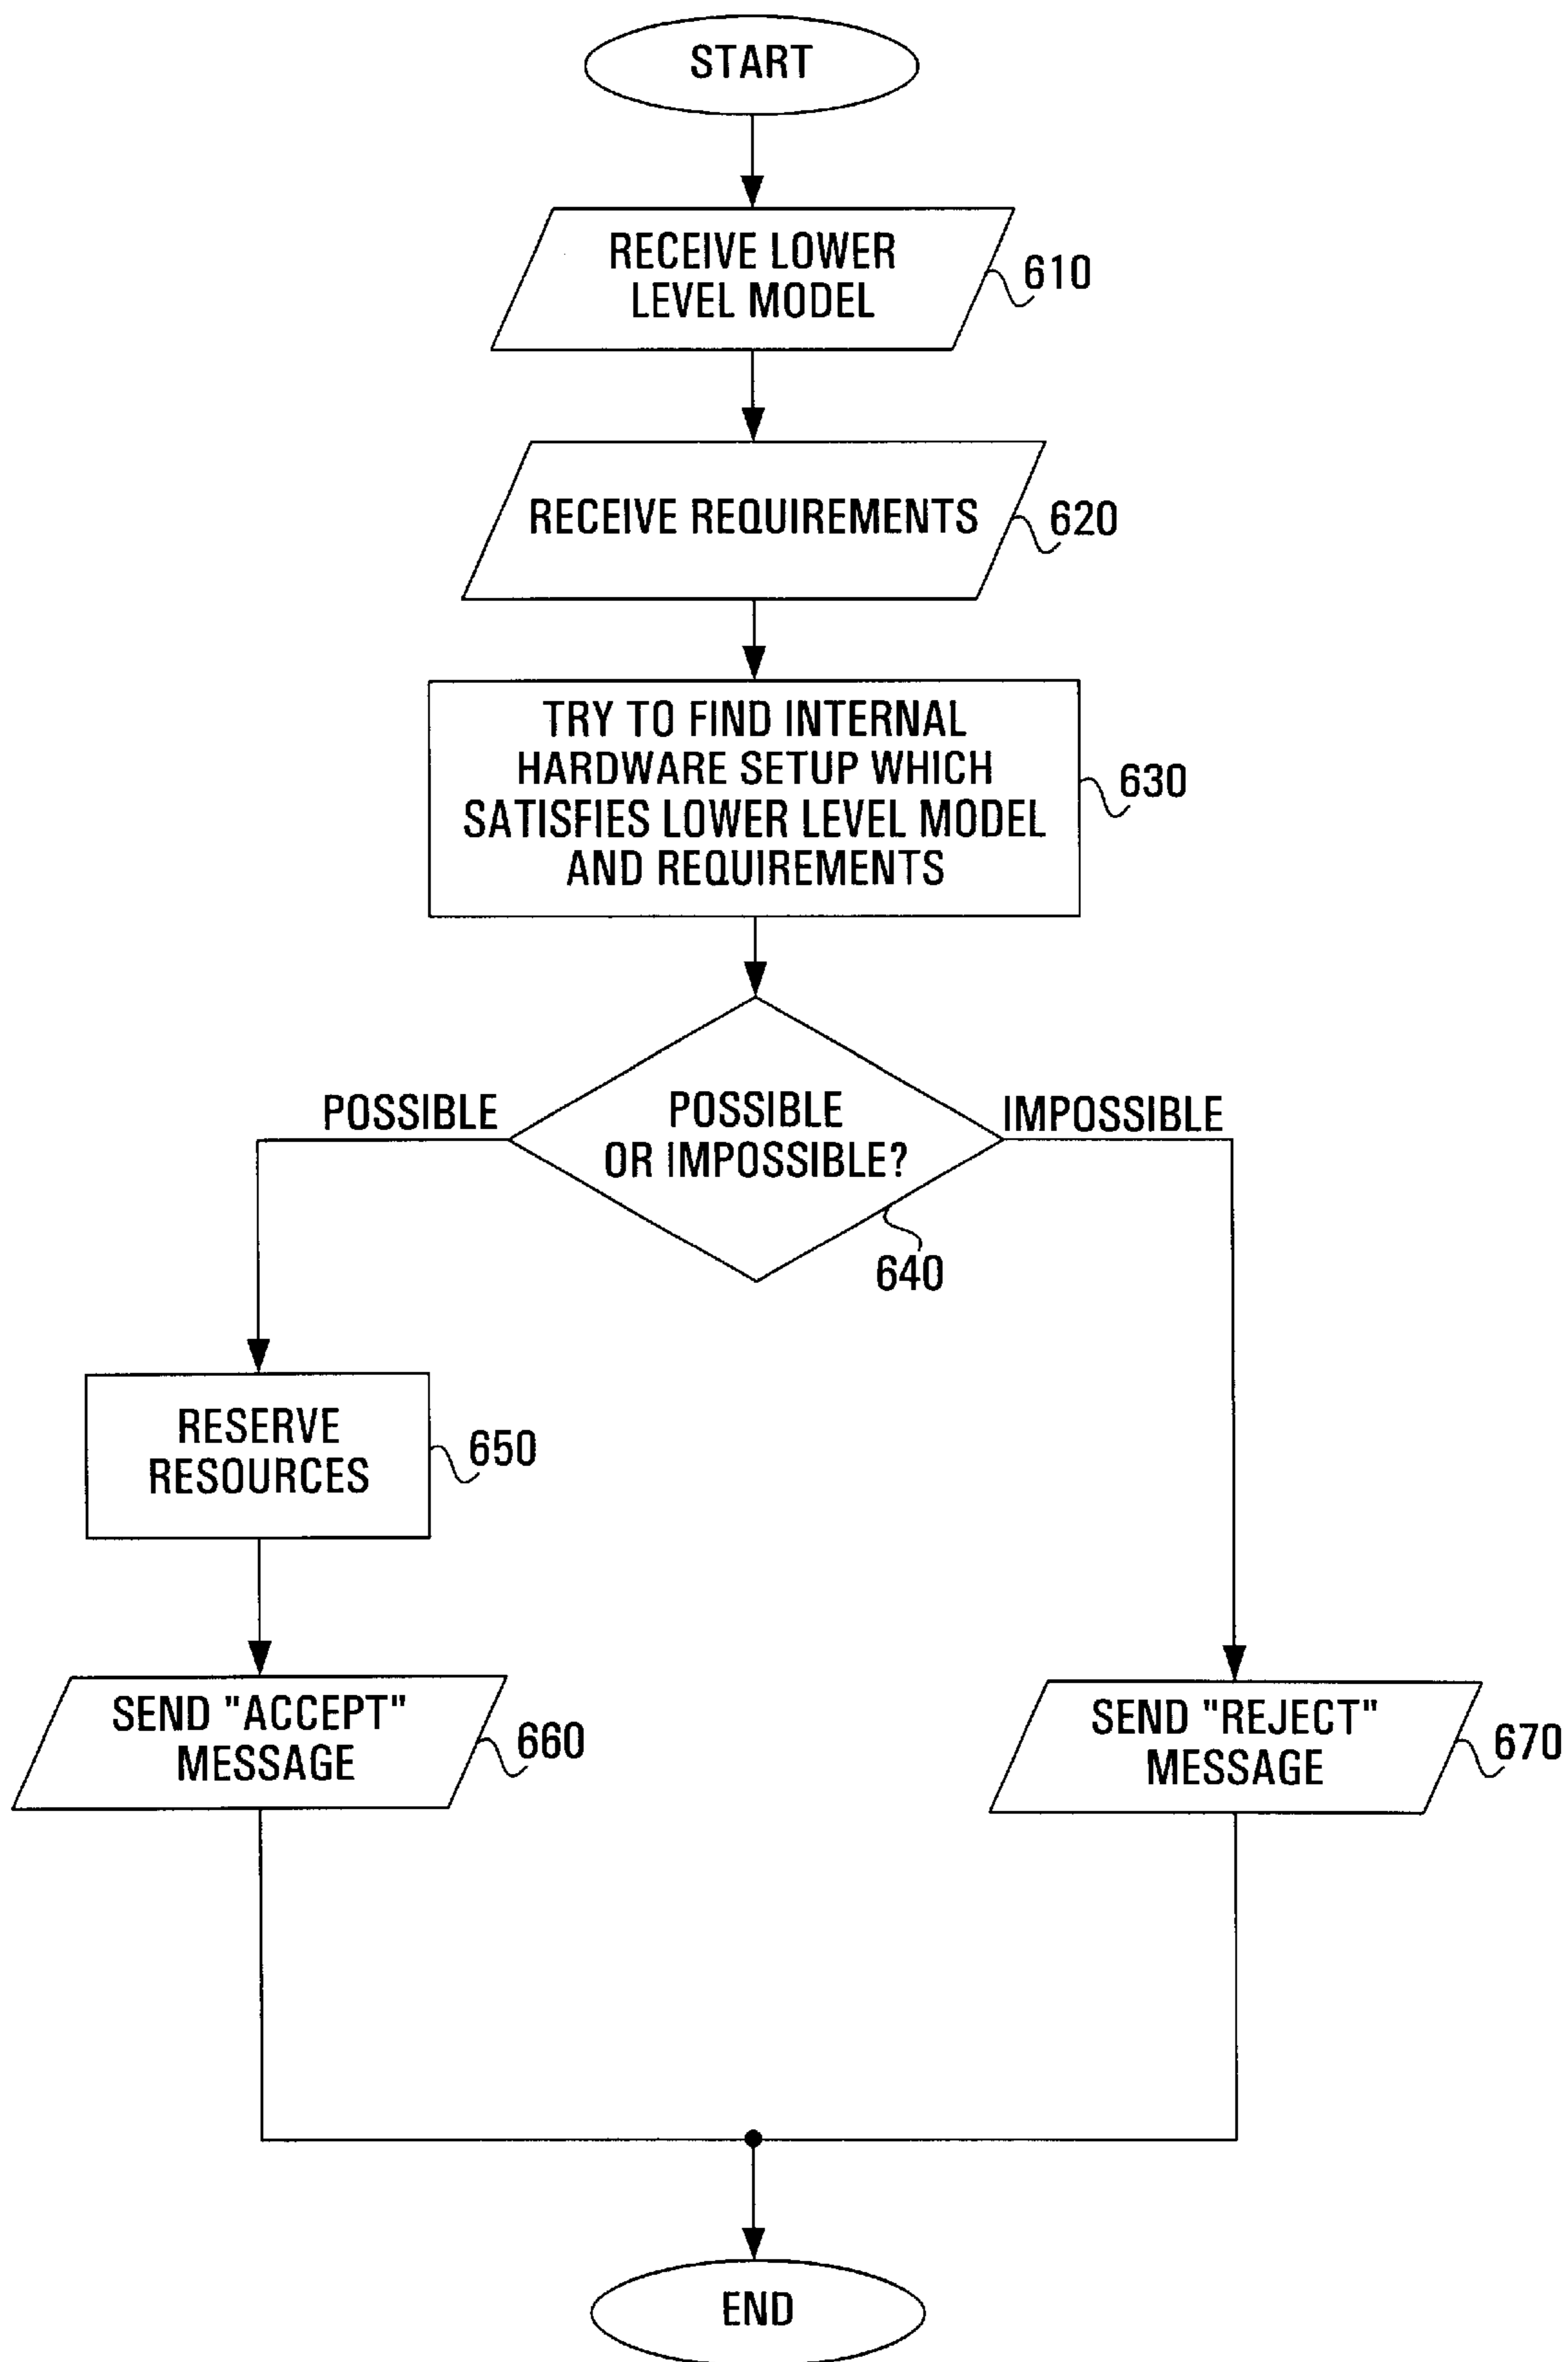 START
RECEIVE LOWER
LEVEL MODEL
610
RECEIVE REQUIREMENTS
620
TRY TO FIND INTERNAL
HARDWARE SETUP WHICH
SATISFIES LOWER LEVEL MODEL
AND REQUIREMENTS
630
POSSIBLE
POSSIBLE
OR IMPOSSIBLE?
IMPOSSIBLE
640
RESERVE
RESOURCES
650
SEND "ACCEPT"
MESSAGE
660
SEND "REJECT"
MESSAGE
670
END